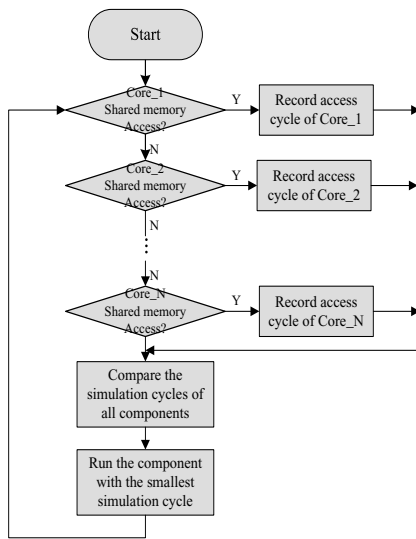 Start
Core_1
Shared memory
Access?
Y
Record access
cycle of Core_1
N
Core_2
Shared memory
Access?
Y
Record access
cycle of Core_2
N
N
Core_N
Shared memory
Access?
Y
Record access
cycle of Core_N
Compare the
simulation cycles of
all components
Run the component
with the smallest
simulation cycle